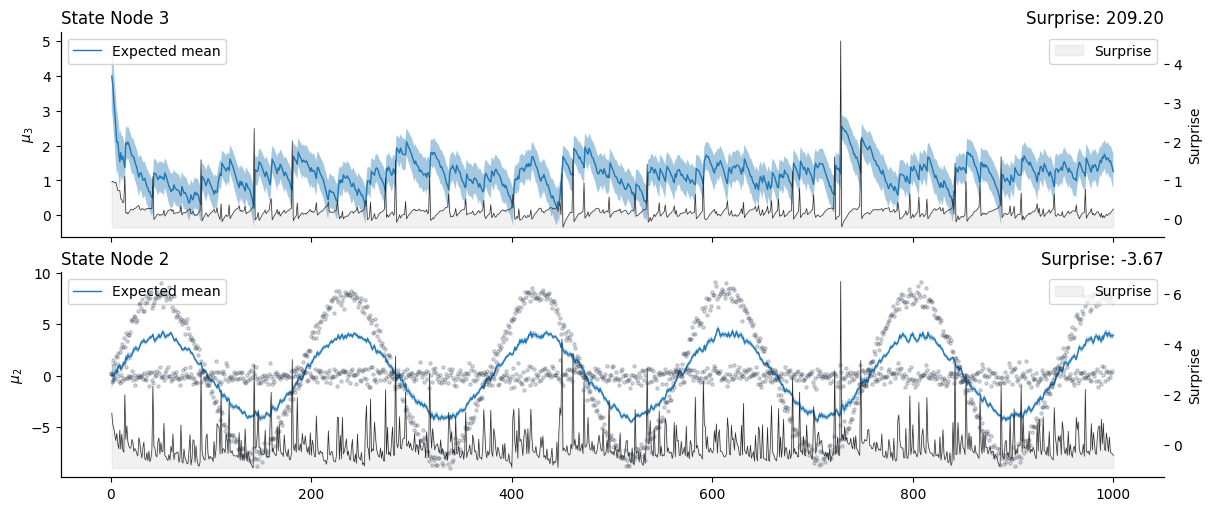 State Node 3
Surprise: 209.20
Expected mean
Surprise
5
4
3
2
1
0
μ3
4
3
2
1
0
Surprise
State Node 2
Surprise: -3.67
Expected mean
Surprise
10
5
0
−5
μ2
6
4
2
0
Surprise
0
200
400
600
800
1000